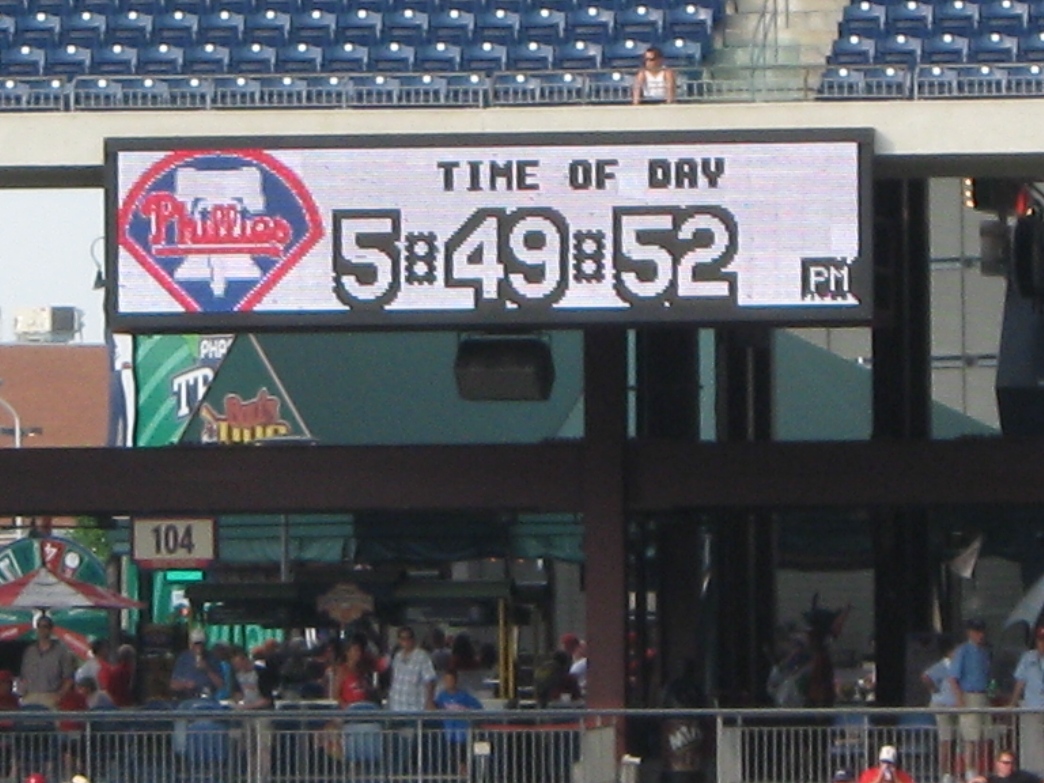 TIME OF DAY
Phillies
5:49:52
PM
104